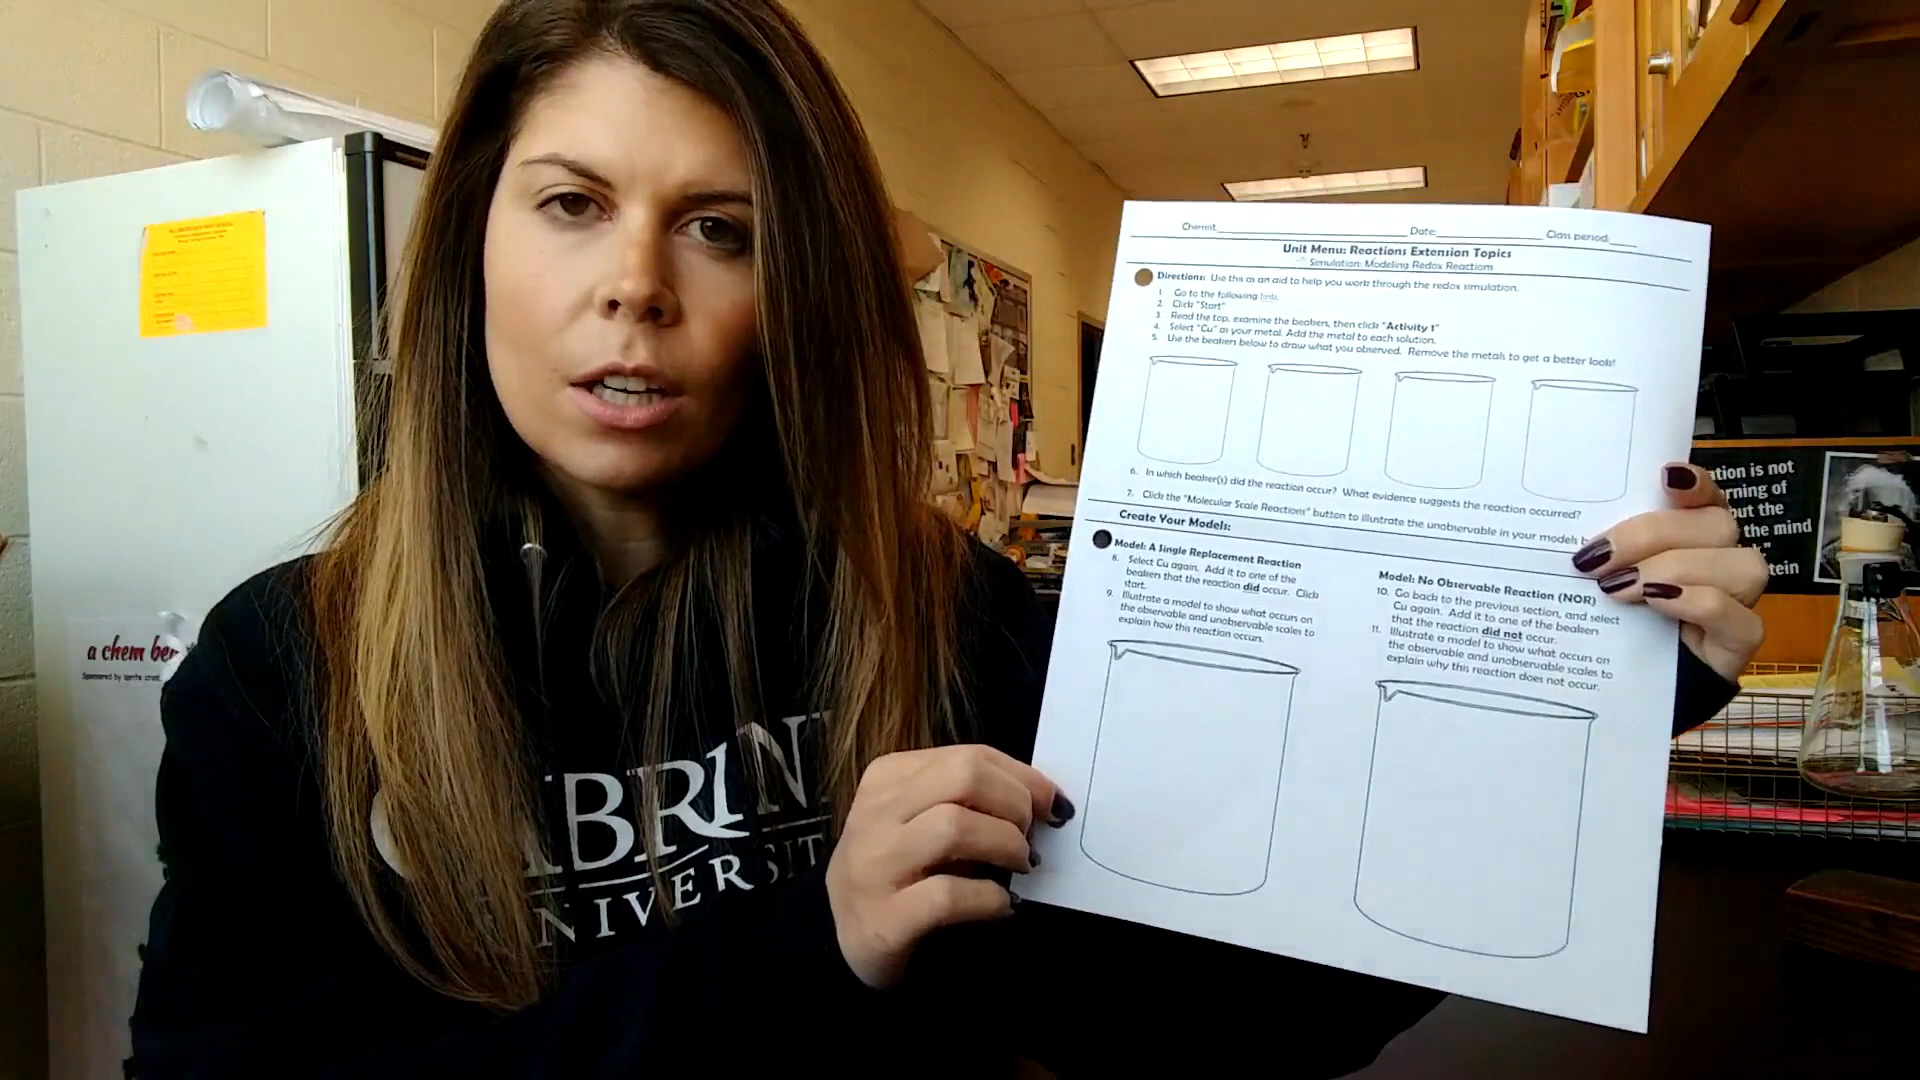 Chemist: Date: Class period:
Unit Menu: Reactions Extension Topics
Simulation: Modeling Redox Reactions
Directions: Use this as an aid to help you work through the redox simulation.
1. Go to the following link.
2. Click "Start"
3. Read the top, examine the beakers, then click "Activity 1"
4. Select "Cu" as your metal. Add the metal to each solution.
5. Use the beakers below to draw what you observed. Remove the metals to get a better look!
6. In which beaker(s) did the reaction occur? What evidence suggests the reaction occurred?
7. Click the "Molecular Scale Reactions" button to illustrate the unobservable in your models
Create Your Models:
Model: A Single Replacement Reaction
8. Select Cu again. Add it to one of the
beakers that the reaction did occur. Click
start.
9. Illustrate a model to show what occurs on
the observable and unobservable scales to
explain how this reaction occurs.
Model: No Observable Reaction (NOR)
10. Go back to the previous section, and select
Cu again. Add it to one of the beakers
that the reaction did not occur.
11. Illustrate a model to show what occurs on
the observable and unobservable scales to
explain why this reaction does not occur.
a chem
Sponsored by
BRIN
NIVERSIT
ation is not
rning of
but the
the mind
k."
tein